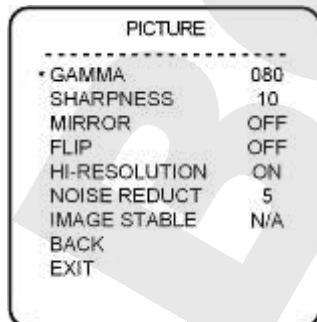 PICTURE
• GAMMA 080
SHARPNESS 10
MIRROR OFF
FLIP OFF
HI-RESOLUTION ON
NOISE REDUCT 5
IMAGE STABLE N/A
BACK
EXIT